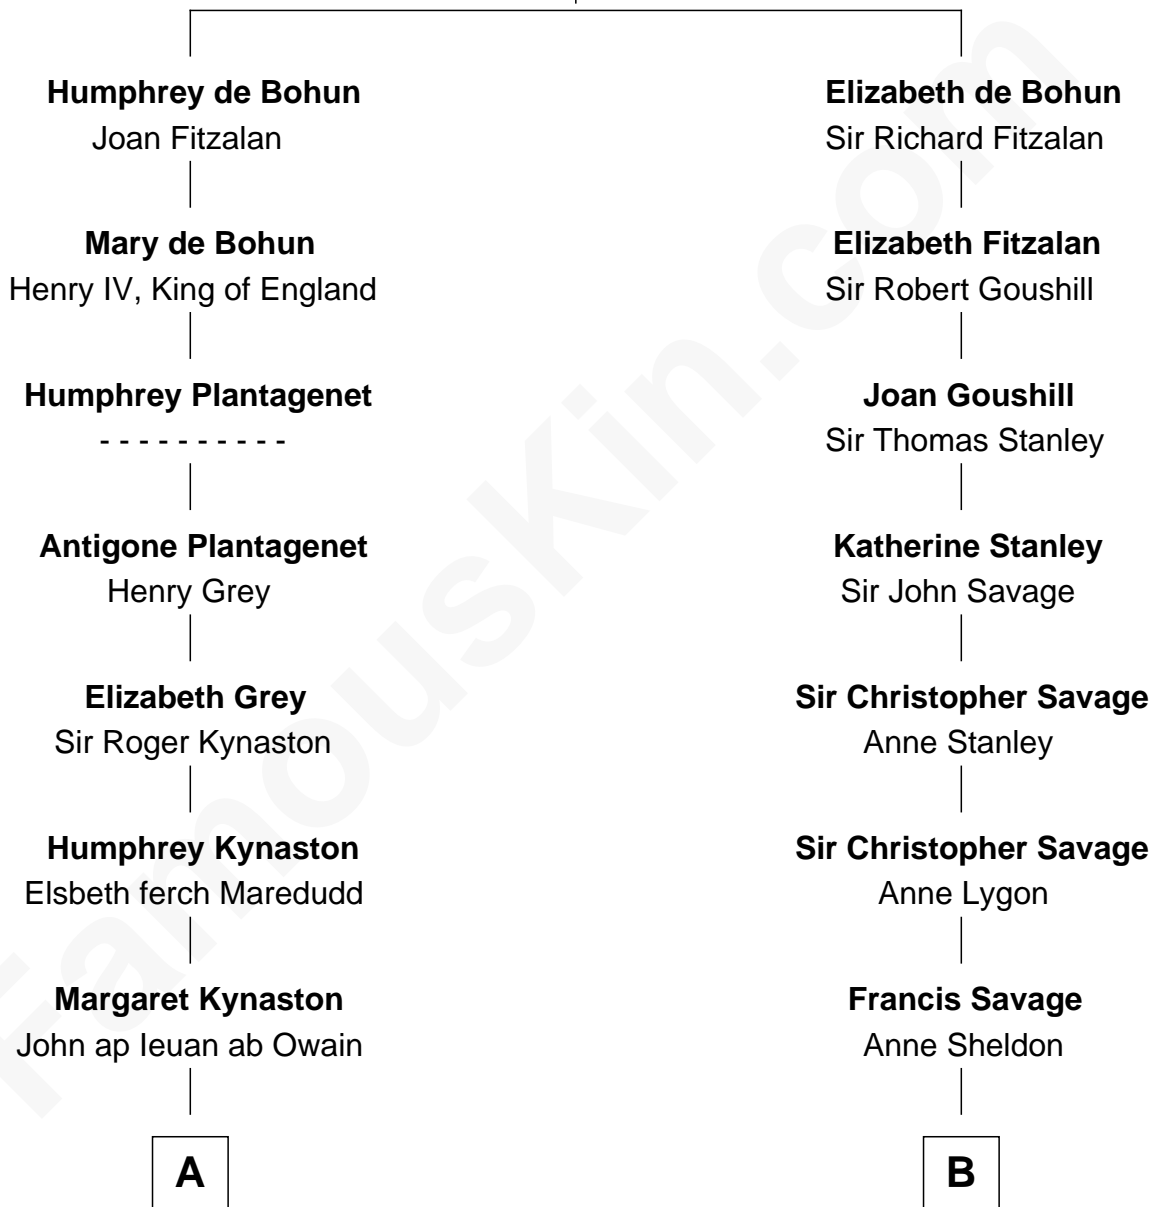 Humphrey de Bohun
Joan Fitzalan
Mary de Bohun
Henry IV, King of England
Humphrey Plantagenet
- - - - - - - - - -
Antigone Plantagenet
Henry Grey
Elizabeth Grey
Sir Roger Kynaston
Humphrey Kynaston
Elsbeth ferch Maredudd
Margaret Kynaston
John ap Ieuan ab Owain
A
Elizabeth de Bohun
Sir Richard Fitzalan
Elizabeth Fitzalan
Sir Robert Goushill
Joan Goushill
Sir Thomas Stanley
Katherine Stanley
Sir John Savage
Sir Christopher Savage
Anne Stanley
Sir Christopher Savage
Anne Lygon
Francis Savage
Anne Sheldon
B
FamousKin.com